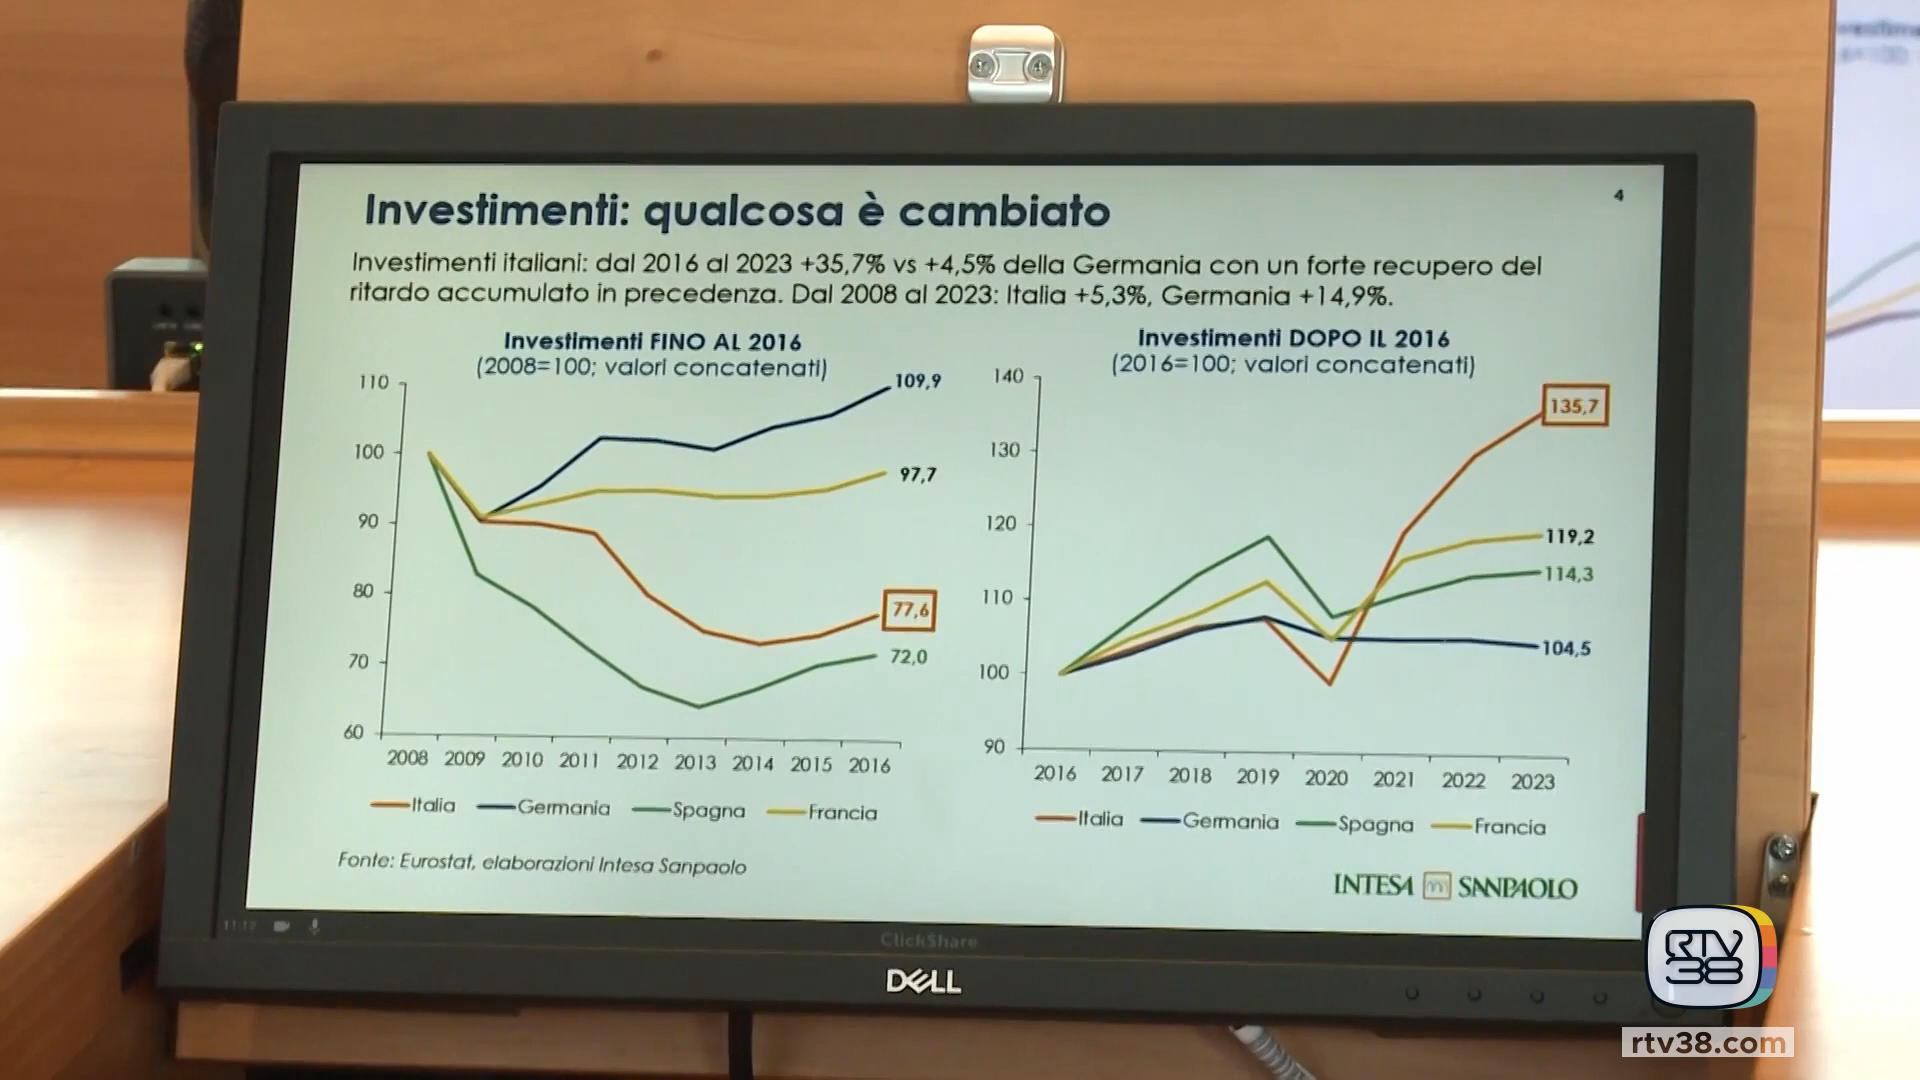 4
Investimenti: qualcosa è cambiato
Investimenti italiani: dal 2016 al 2023 +35,7% vs +4,5% della Germania con un forte recupero del
ritardo accumulato in precedenza. Dal 2008 al 2023: Italia +5,3%, Germania +14,9%.
Investimenti FINO AL 2016
(2008=100; valori concatenati)
110
100
90
80
70
60
109,9
97,7
77,6
72,0
2008 2009 2010 2011 2012 2013 2014 2015 2016
Italia Germania Spagna Francia
Investimenti DOPO IL 2016
(2016=100; valori concatenati)
140
130
120
110
100
90
135,7
119,2
114,3
104,5
2016 2017 2018 2019 2020 2021 2022 2023
Italia Germania Spagna Francia
Fonte: Eurostat, elaborazioni Intesa Sanpaolo
INTESA SANPAOLO
ClickShare
DELL
RTV
38
rtv38.com